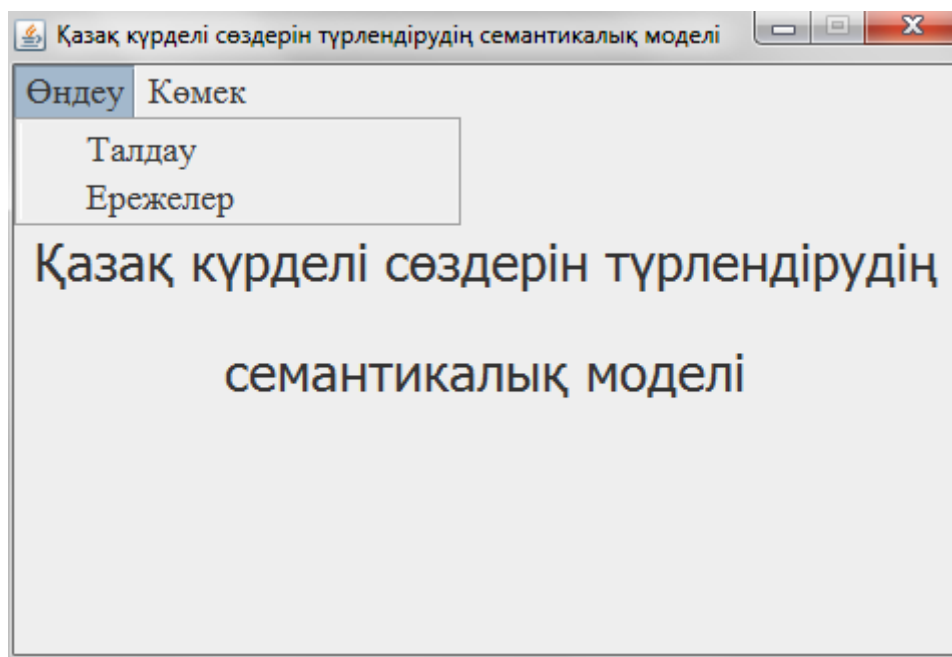 Қазақ күрделі сөздерін түрлендірудің семантикалық моделі
Өндеу Көмек
Талдау
Ережелер
Қазақ күрделі сөздерін түрлендірудің
семантикалық моделі